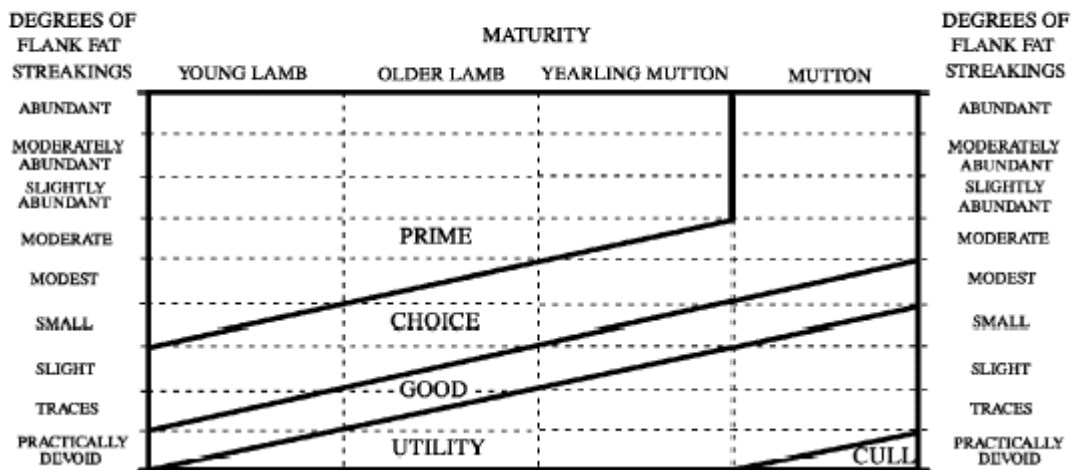 DEGREES OF
FLANK FAT
STREAKINGS
MATURITY
DEGREES OF
FLANK FAT
STREAKINGS
YOUNG LAMB
OLDER LAMB
YEARLING MUTTON
MUTTON
ABUNDANT
ABUNDANT
MODERATELY
ABUNDANT
MODERATELY
ABUNDANT
SLIGHTLY
ABUNDANT
SLIGHTLY
ABUNDANT
MODERATE
PRIME
MODERATE
MODEST
MODEST
SMALL
CHOICE
SMALL
SLIGHT
SLIGHT
GOOD
TRACES
TRACES
PRACTICALLY
DEVOID
UTILITY
CULL
PRACTICALLY
DEVOID